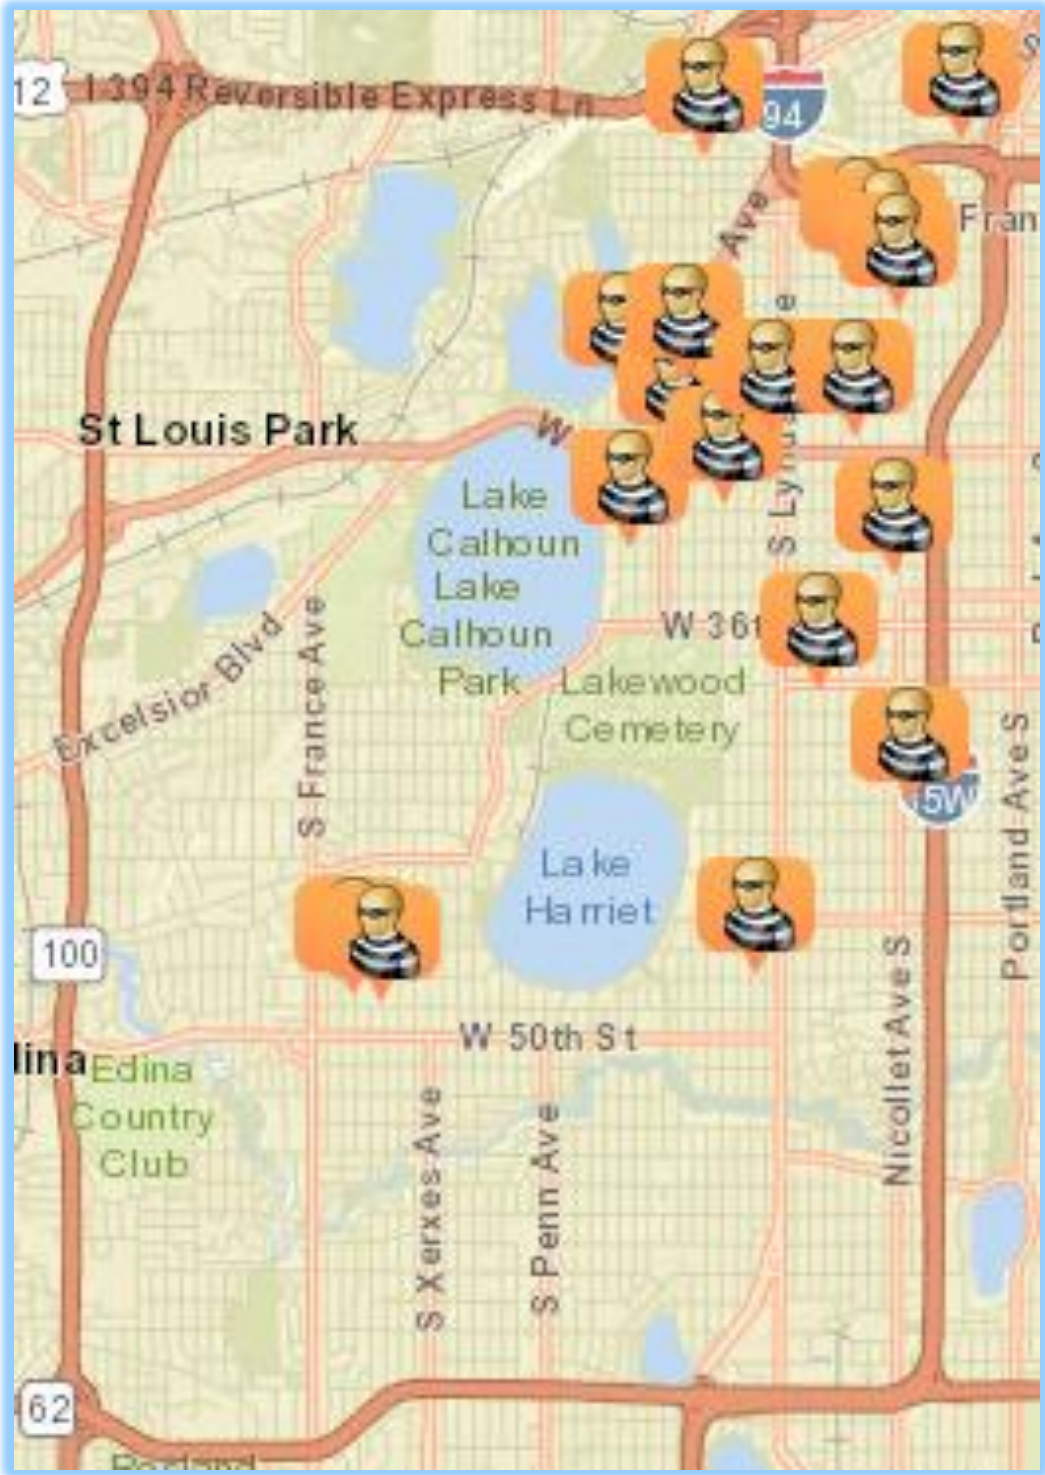 12
I 394 Reversible Express Ln
94
Ave
St Louis Park
W
Lake
Calhoun
Lake
Calhoun
Park
W 36t
Lakewood
Cemetery
Excelsior Blvd
S France Ave
5W
Portland Ave S
Lake
Harriet
100
Nicollet Ave S
W 50th St
lina
Edina
Country
Club
S Xerxes Ave
S Penn Ave
62